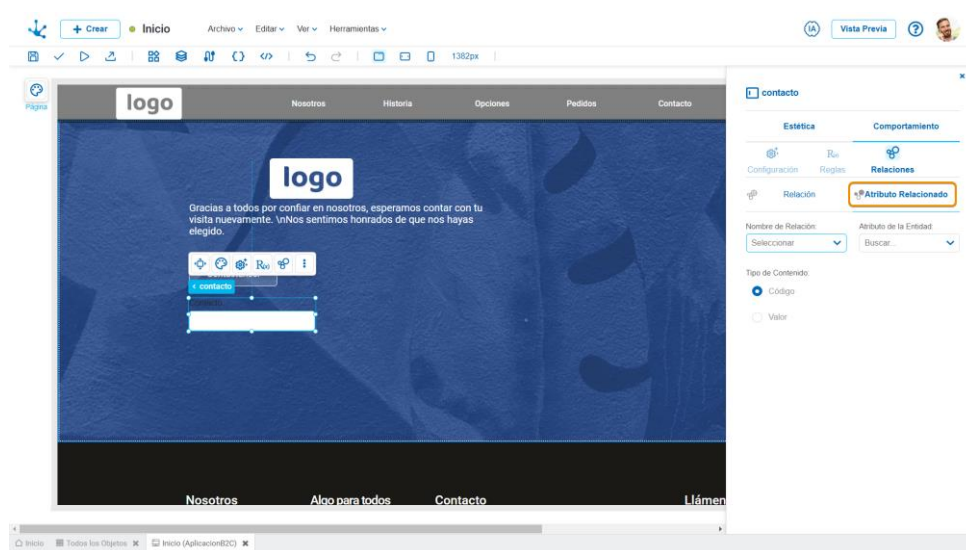 + Crear
Inicio
Archivo
Editar
Ver
Herramientas
IA
Vista Previa
?
1382px
Página
logo
Nosotros
Historia
Opciones
Pedidos
Contacto
logo
Gracias a todos por confiar en nosotros, esperamos contar con tu
visita nuevamente. \nNos sentimos honrados de que nos hayas
elegido.
contacto
contacto
Nosotros
Algo para todos
Contacto
Llámen
contacto
Estética
Comportamiento
Configuración
Reglas
Relaciones
Relación
Atributo Relacionado
Nombre de Relación:
Atributo de la Entidad:
Seleccionar
Buscar...
Tipo de Contenido:
Código
Valor
Inicio
Todos los Objetos
Inicio (AplicacionB2C)